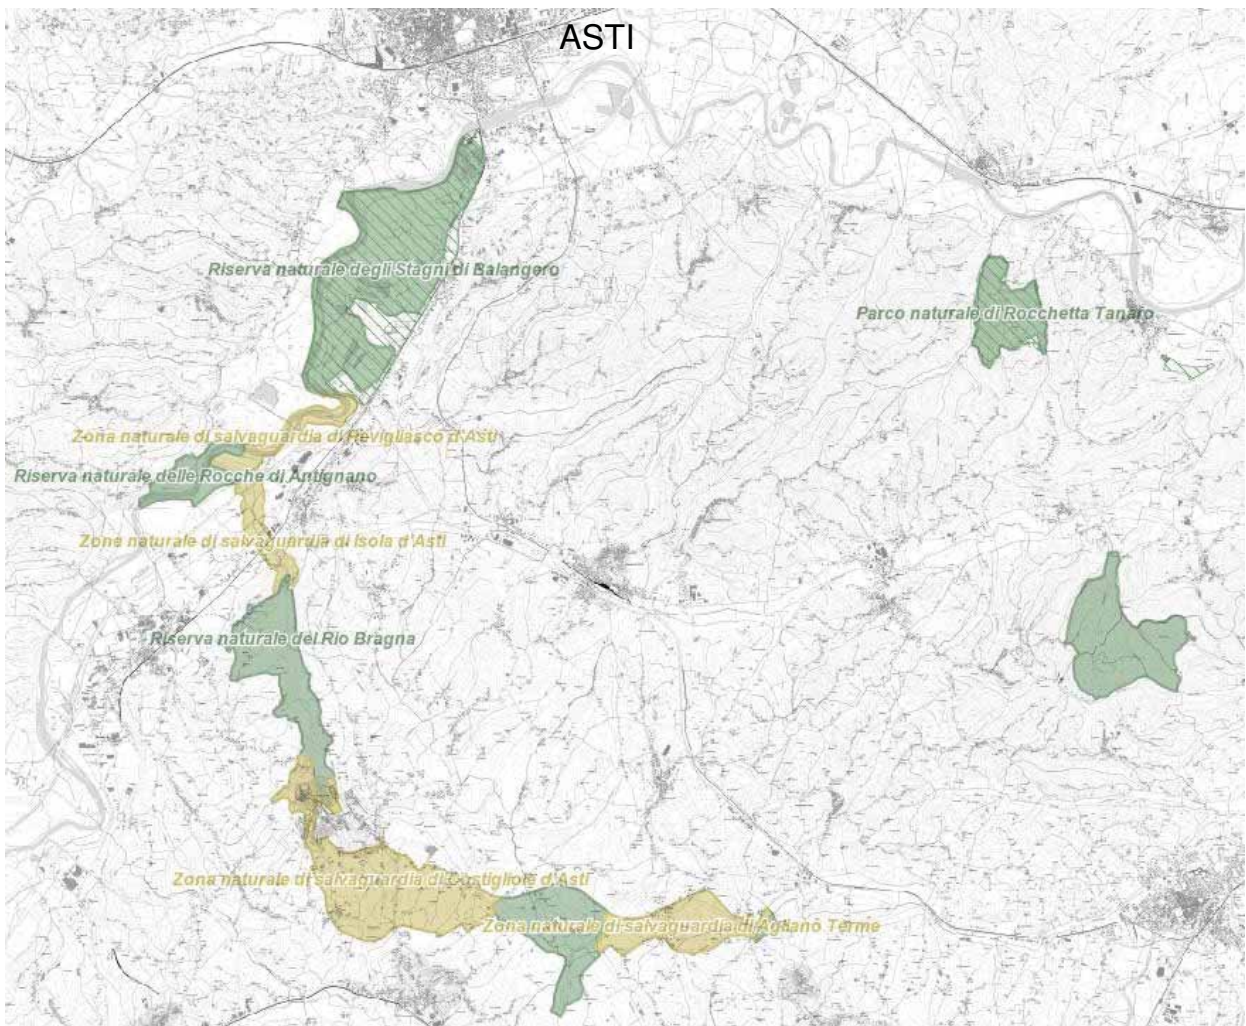 ASTI
Riserva naturale degli Stagni di Balangero
Parco naturale di Rocchetta Tanaro
Zona naturale di salvaguardia di Revigliasco d'Asti
Riserva naturale delle Rocche di Antignano
Zona naturale di salvaguardia di Isola d'Asti
Riserva naturale del Rio Bragna
Zona naturale di salvaguardia di Costigliole d'Asti
Zona naturale di salvaguardia di Agliano Terme